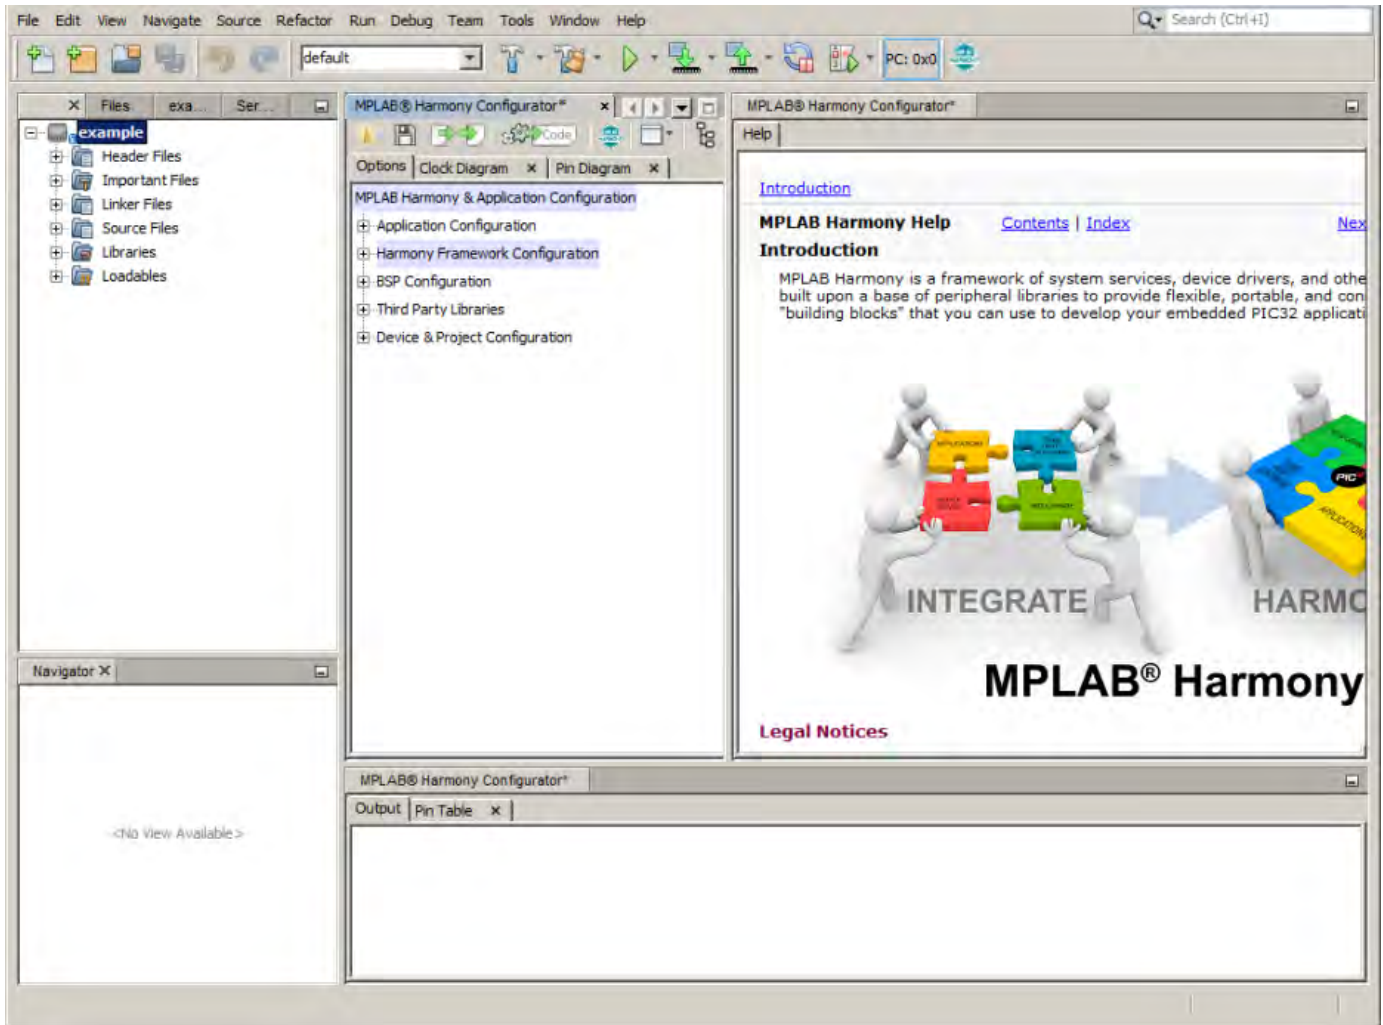 File Edit View Navigate Source Refactor Run Debug Team Tools Window Help
Search (Ctrl+I)
default
PC: 0x0
Files exa... Ser...
example
Header Files
Important Files
Linker Files
Source Files
Libraries
Loadables
Navigator
<No View Available>
MPLAB® Harmony Configurator*
Code
Options Clock Diagram Pin Diagram
MPLAB Harmony & Application Configuration
Application Configuration
Harmony Framework Configuration
BSP Configuration
Third Party Libraries
Device & Project Configuration
MPLAB® Harmony Configurator*
Help
Introduction
MPLAB Harmony Help Contents | Index Nex
Introduction
MPLAB Harmony is a framework of system services, device drivers, and othe
built upon a base of peripheral libraries to provide flexible, portable, and con
"building blocks" that you can use to develop your embedded PIC32 applicati
APPLICATIONS
PIC
APPLICATIONS
INTEGRATE
HARMO
MPLAB® Harmony
Legal Notices
MPLAB® Harmony Configurator*
Output Pin Table